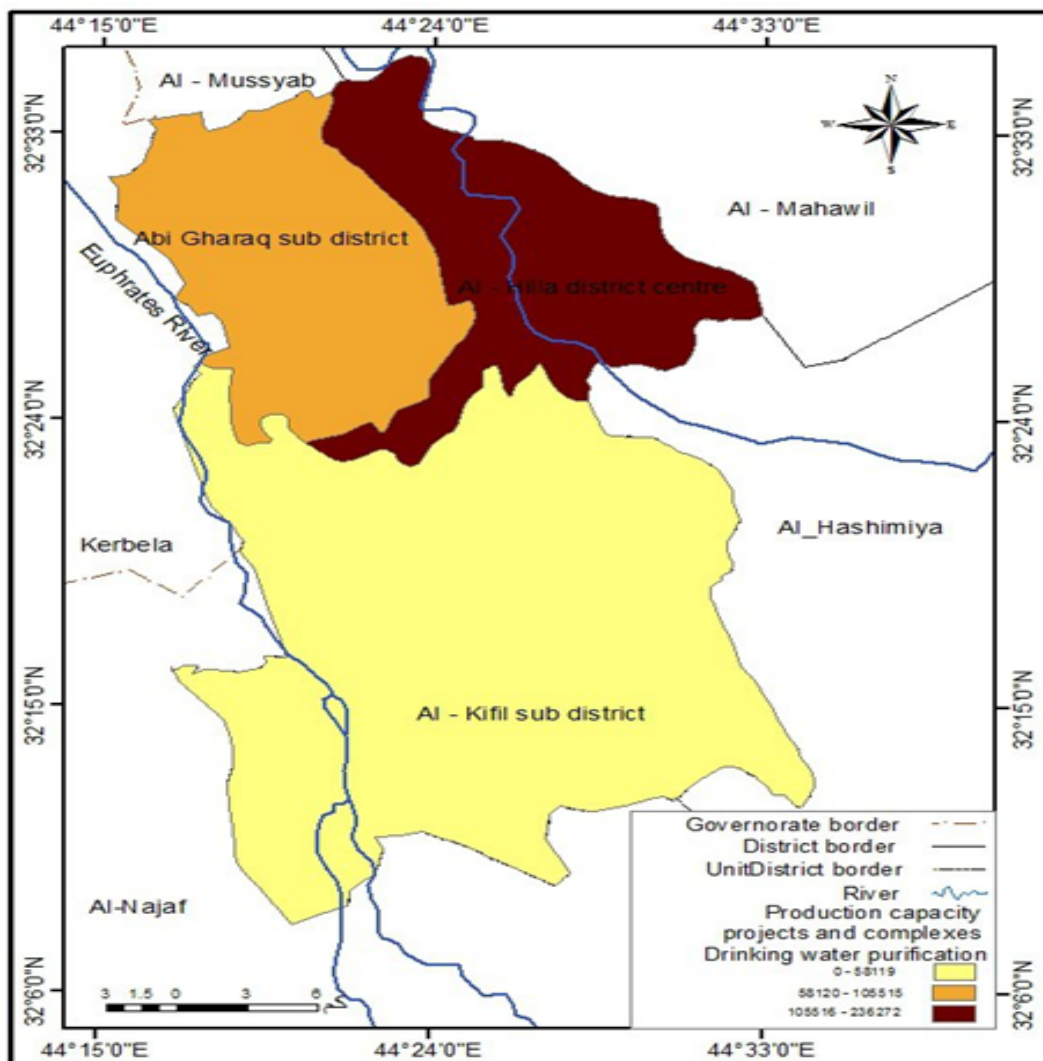 44°15'0"E 44°24'0"E 44°33'0"E
Al - Mussyab
N
W E
S
32°33'0"N 32°33'0"N
Al - Mahawil
Abi Gharaq sub district
Euphrates River
Al - Hilla district centre
32°24'0"N 32°24'0"N
Al_Hashimiya
Kerbela
32°15'0"N 32°15'0"N
Al - Kifil sub district
Al-Najaf
Governorate border
District border
UnitDistrict border
River
Production capacity
projects and complexes
Drinking water purification
0 - 58119
58120 - 105515
105516 - 236272
3 1.5 0 3 6
32°6'0"N 32°6'0"N
44°15'0"E 44°24'0"E 44°33'0"E